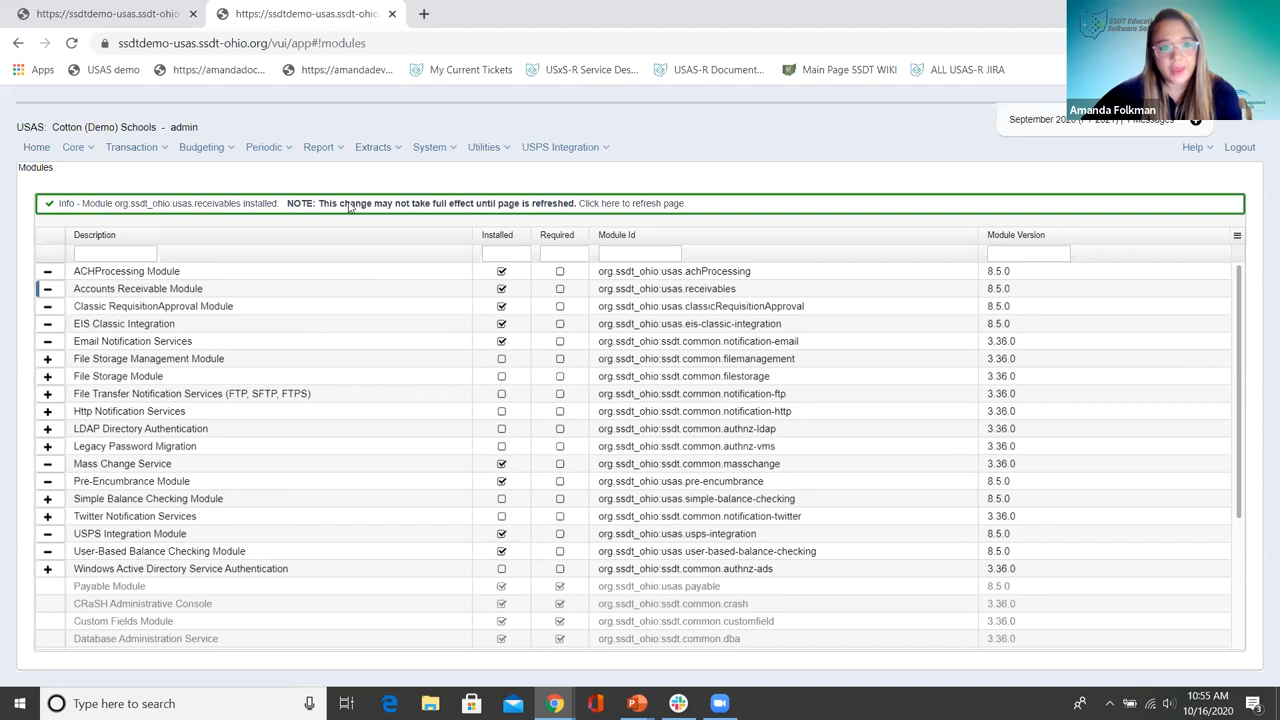 https://ssdtdemo-usas.ssdt-ohio.org
https://ssdtdemo-usas.ssdt-ohio.
ssdtdemo-usas.ssdt-ohio.org/vui/app#!modules
Apps USAS demo https://amandadoc... https://amandadev... My Current Tickets USxS-R Service Des... USAS-R Document... Main Page SSDT WIKI ALL USAS-R JIRA
Amanda Folkman
USAS: Cotton (Demo) Schools - admin
Home Core Transaction Budgeting Periodic Report Extracts System Utilities USPS Integration Help Logout
Modules
Info - Module org.ssdt_ohio:usas.receivables installed. NOTE: This change may not take full effect until page is refreshed. Click here to refresh page.
Description Installed Required Module Id Module Version
ACHProcessing Module org.ssdt_ohio:usas.achProcessing 8.5.0
Accounts Receivable Module org.ssdt_ohio:usas.receivables 8.5.0
Classic RequisitionApproval Module org.ssdt_ohio:usas.classicRequisitionApproval 8.5.0
EIS Classic Integration org.ssdt_ohio:usas.eis-classic-integration 8.5.0
Email Notification Services org.ssdt_ohio:ssdt.common.notification-email 3.36.0
File Storage Management Module org.ssdt_ohio:ssdt.common.filemanagement 3.36.0
File Storage Module org.ssdt_ohio:ssdt.common.filestorage 3.36.0
File Transfer Notification Services (FTP, SFTP, FTPS) org.ssdt_ohio:ssdt.common.notification-ftp 3.36.0
Http Notification Services org.ssdt_ohio:ssdt.common.notification-http 3.36.0
LDAP Directory Authentication org.ssdt_ohio:ssdt.common.authnz-ldap 3.36.0
Legacy Password Migration org.ssdt_ohio:ssdt.common.authnz-vms 3.36.0
Mass Change Service org.ssdt_ohio:ssdt.common.masschange 3.36.0
Pre-Encumbrance Module org.ssdt_ohio:usas.pre-encumbrance 8.5.0
Simple Balance Checking Module org.ssdt_ohio:usas.simple-balance-checking 8.5.0
Twitter Notification Services org.ssdt_ohio:ssdt.common.notification-twitter 3.36.0
USPS Integration Module org.ssdt_ohio:usas.usps-integration 8.5.0
User-Based Balance Checking Module org.ssdt_ohio:usas.user-based-balance-checking 8.5.0
Windows Active Directory Service Authentication org.ssdt_ohio:ssdt.common.authnz-ads 3.36.0
Payable Module org.ssdt_ohio:usas.payable 8.5.0
CRaSH Administrative Console org.ssdt_ohio:ssdt.common.crash 3.36.0
Custom Fields Module org.ssdt_ohio:ssdt.common.customfield 3.36.0
Database Administration Service org.ssdt_ohio:ssdt.common.dba 3.36.0
Type here to search
10:55 AM
10/16/2020